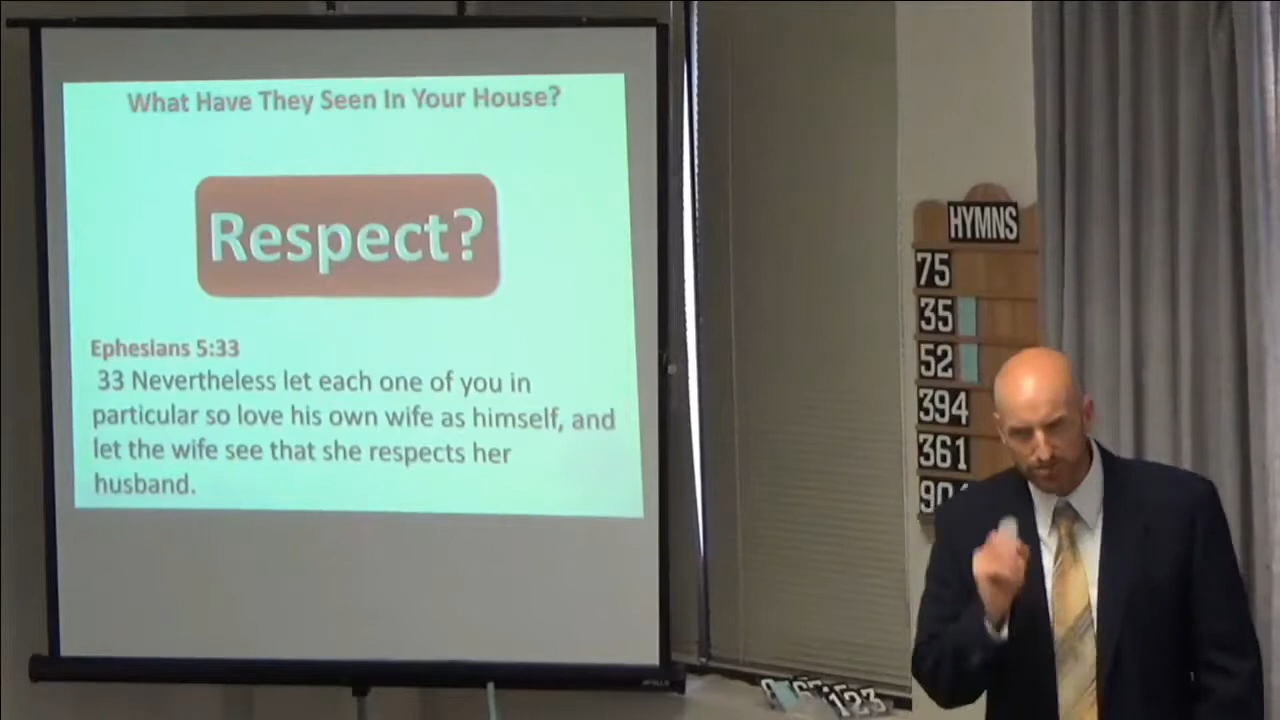 What Have They Seen In Your House?
Respect?
Ephesians 5:33
33 Nevertheless let each one of you in
particular so love his own wife as himself, and
let the wife see that she respects her
husband.
HYMNS
75
35
52
394
361